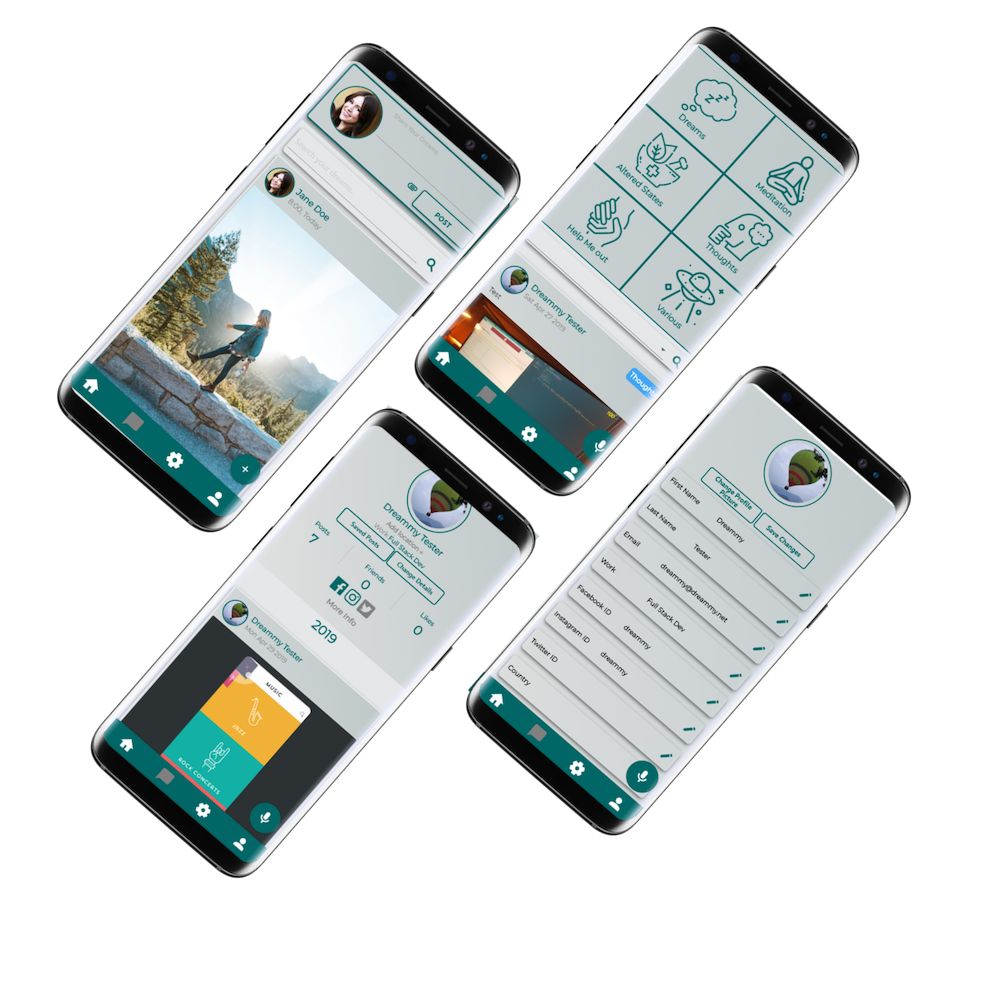 Share Your Dreams
POST
Search your dreams..
Jane Doe
8:00, Today
Dreams
Meditation
Altered States
Thoughts
Help Me out
Various
Dreammy Tester
Sat Apr 27 2019
Test
Dreammy Tester
Add location +
Work Full Stack Dev
Saved Posts
Change Details
Posts
7
Friends
0
Likes
0
More Info
2019
Dreammy Tester
Mon Apr 29 2019
MUSIC
JAZZ
ROCK CONCERTS
Change Profile
Picture
Save Changes
First Name
Dreammy
Last Name
Tester
Email
dreammy@dreammy.net
Work
Full Stack Dev
Facebook ID
dreammy
Instagram ID
dreammy
Twitter ID
Country